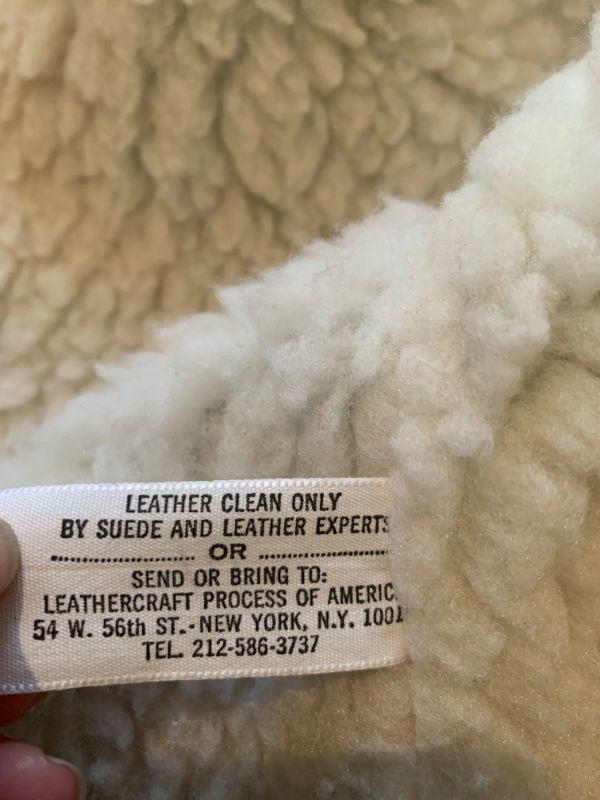 LEATHER CLEAN ONLY
BY SUEDE AND LEATHER EXPERTS
OR
SEND OR BRING TO:
LEATHERCRAFT PROCESS OF AMERIC
54 W. 56th ST.-NEW YORK, N.Y. 1001
TEL. 212-586-3737